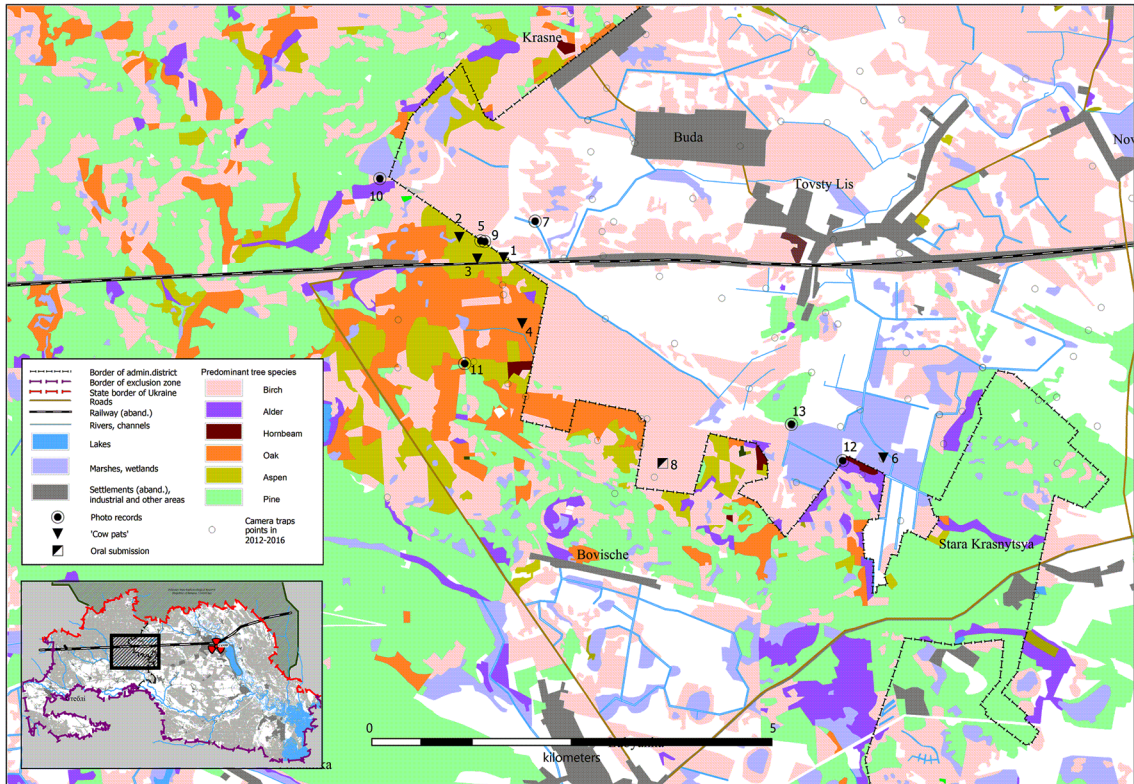 Krasne
Buda
Nov
Tovsty Lis
10
2
5
9
7
1
3
4
11
13
12
6
8
Bovische
Stara Krasnytsya
Border of admin.district
Border of exclusion zone
State border of Ukraine
Roads
Railway (aband.)
Rivers, channels
Lakes
Marshes, wetlands
Settlements (aband.),
industrial and other areas
Photo records
'Cow pats'
Oral submission
Predominant tree species
Birch
Alder
Hornbeam
Oak
Aspen
Pine
Camera traps
points in
2012-2016
0
5
kilometers
ka